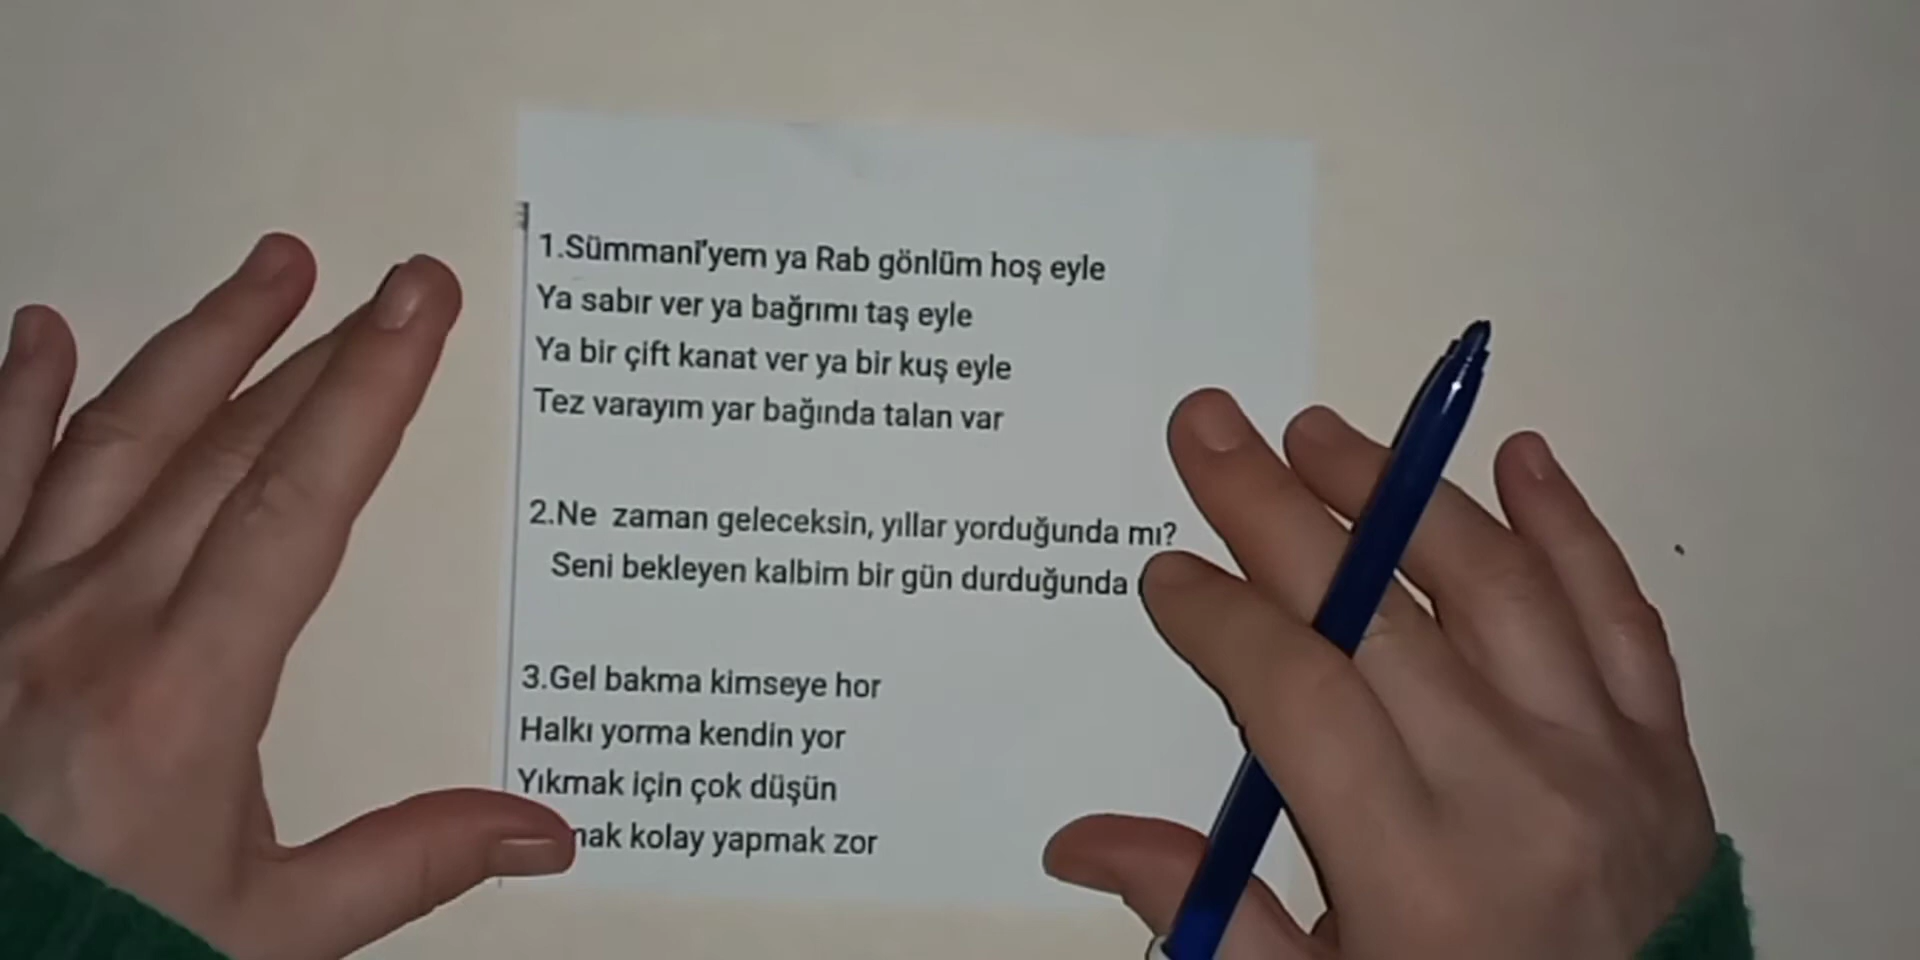 1.Sümmanî'yem ya Rab gönlüm hoş eyle
Ya sabır ver ya bağrımı taş eyle
Ya bir çift kanat ver ya bir kuş eyle
Tez varayım yar bağında talan var
2.Ne zaman geleceksin, yıllar yorduğunda mı?
Seni bekleyen kalbim bir gün durduğunda
3.Gel bakma kimseye hor
Halkı yorma kendin yor
Yıkmak için çok düşün
kolay yapmak zor